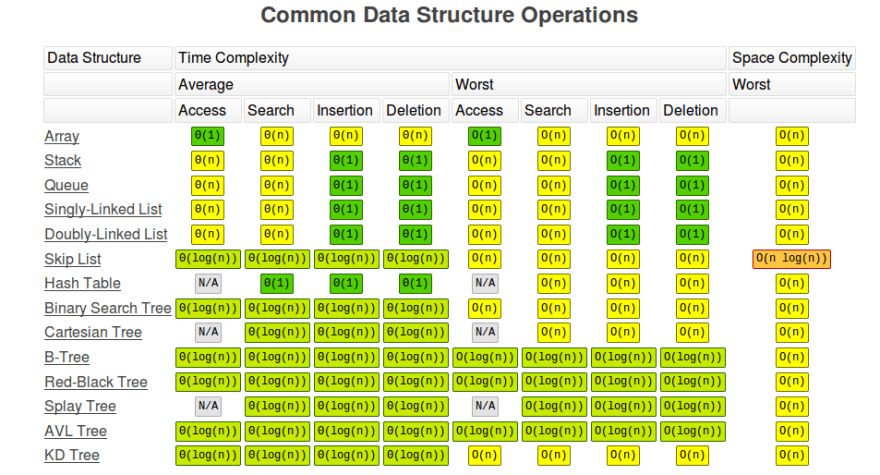 Common Data Structure Operations
Data Structure Time Complexity Space Complexity
Average Worst Worst
Access Search Insertion Deletion Access Search Insertion Deletion
Array Θ(1) Θ(n) Θ(n) Θ(n) O(1) O(n) O(n) O(n) O(n)
Stack Θ(n) Θ(n) Θ(1) Θ(1) O(n) O(n) O(1) O(1) O(n)
Queue Θ(n) Θ(n) Θ(1) Θ(1) O(n) O(n) O(1) O(1) O(n)
Singly-Linked List Θ(n) Θ(n) Θ(1) Θ(1) O(n) O(n) O(1) O(1) O(n)
Doubly-Linked List Θ(n) Θ(n) Θ(1) Θ(1) O(n) O(n) O(1) O(1) O(n)
Skip List Θ(log(n)) Θ(log(n)) Θ(log(n)) Θ(log(n)) O(n) O(n) O(n) O(n) O(n log(n))
Hash Table N/A Θ(1) Θ(1) Θ(1) N/A O(n) O(n) O(n) O(n)
Binary Search Tree Θ(log(n)) Θ(log(n)) Θ(log(n)) Θ(log(n)) O(n) O(n) O(n) O(n) O(n)
Cartesian Tree N/A Θ(log(n)) Θ(log(n)) Θ(log(n)) N/A O(n) O(n) O(n) O(n)
B-Tree Θ(log(n)) Θ(log(n)) Θ(log(n)) Θ(log(n)) O(log(n)) O(log(n)) O(log(n)) O(log(n)) O(n)
Red-Black Tree Θ(log(n)) Θ(log(n)) Θ(log(n)) Θ(log(n)) O(log(n)) O(log(n)) O(log(n)) O(log(n)) O(n)
Splay Tree N/A Θ(log(n)) Θ(log(n)) Θ(log(n)) N/A O(log(n)) O(log(n)) O(log(n)) O(n)
AVL Tree Θ(log(n)) Θ(log(n)) Θ(log(n)) Θ(log(n)) O(log(n)) O(log(n)) O(log(n)) O(log(n)) O(n)
KD Tree Θ(log(n)) Θ(log(n)) Θ(log(n)) Θ(log(n)) O(n) O(n) O(n) O(n) O(n)